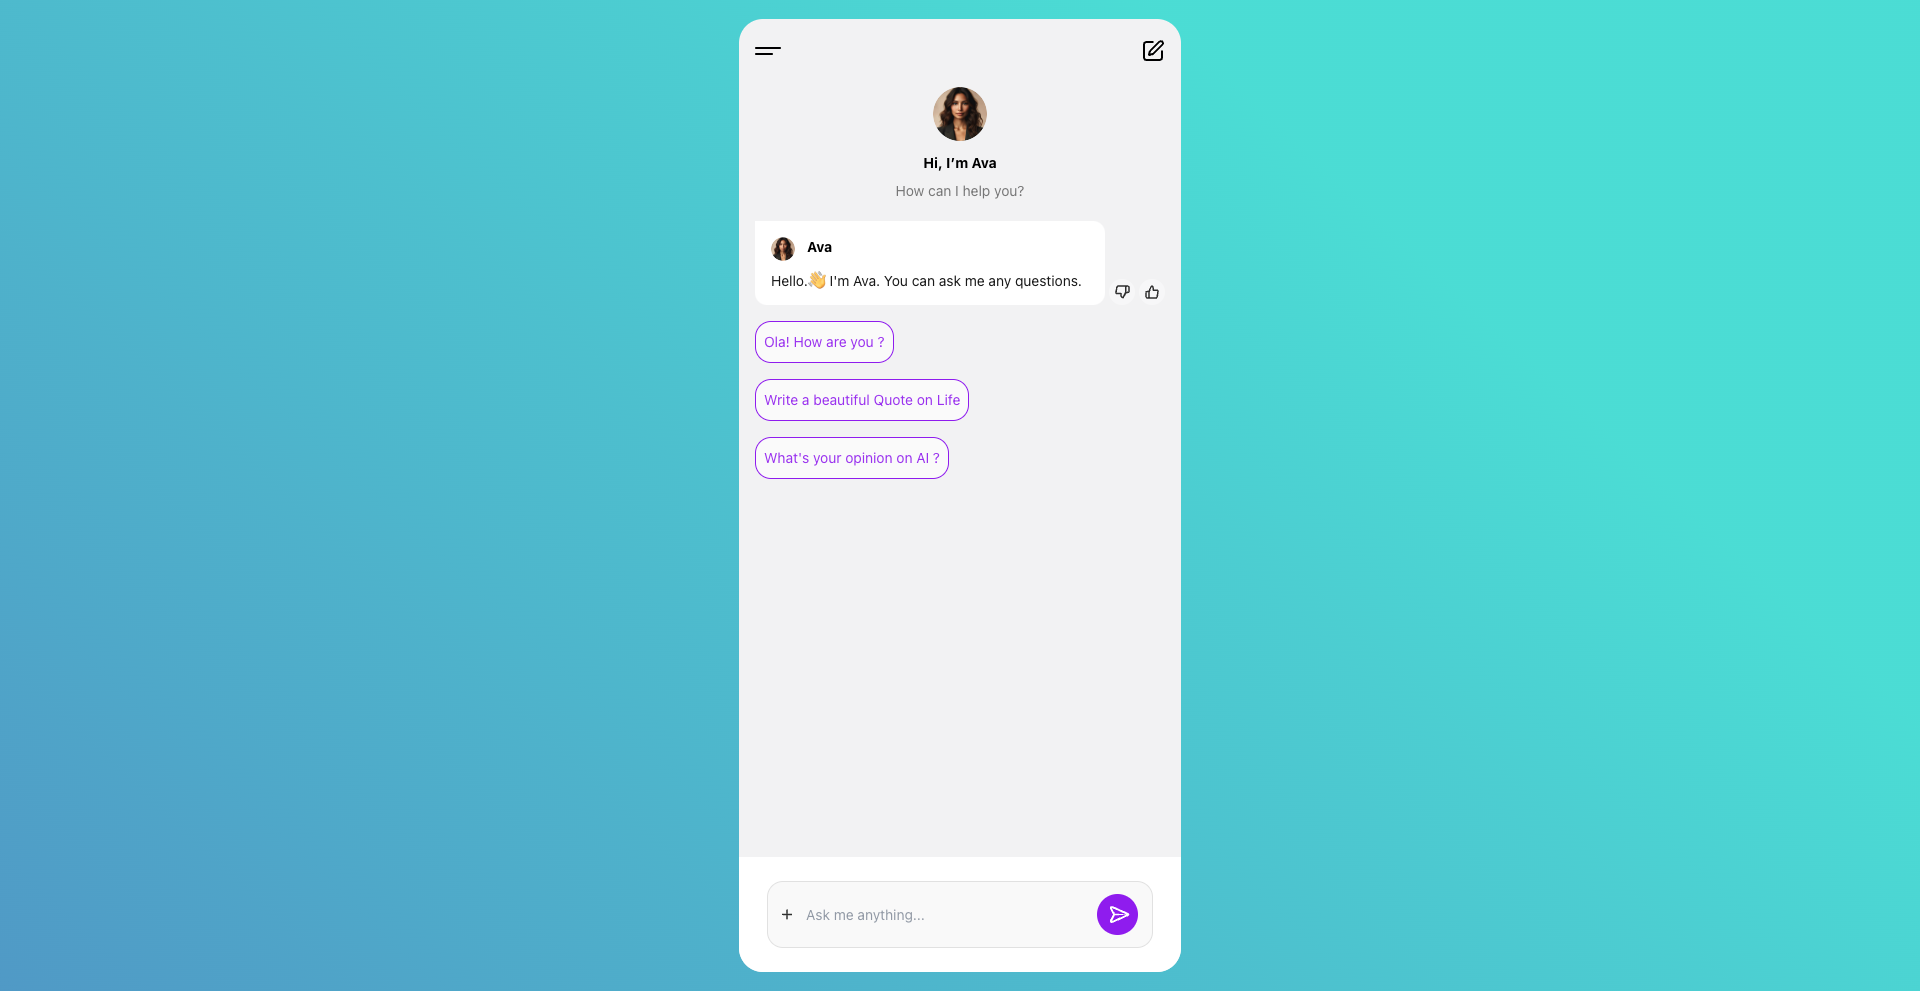 Hi, I’m Ava
How can I help you?
Ava
Hello.👋 I'm Ava. You can ask me any questions.
Ola! How are you ?
Write a beautiful Quote on Life
What's your opinion on AI ?
Ask me anything...